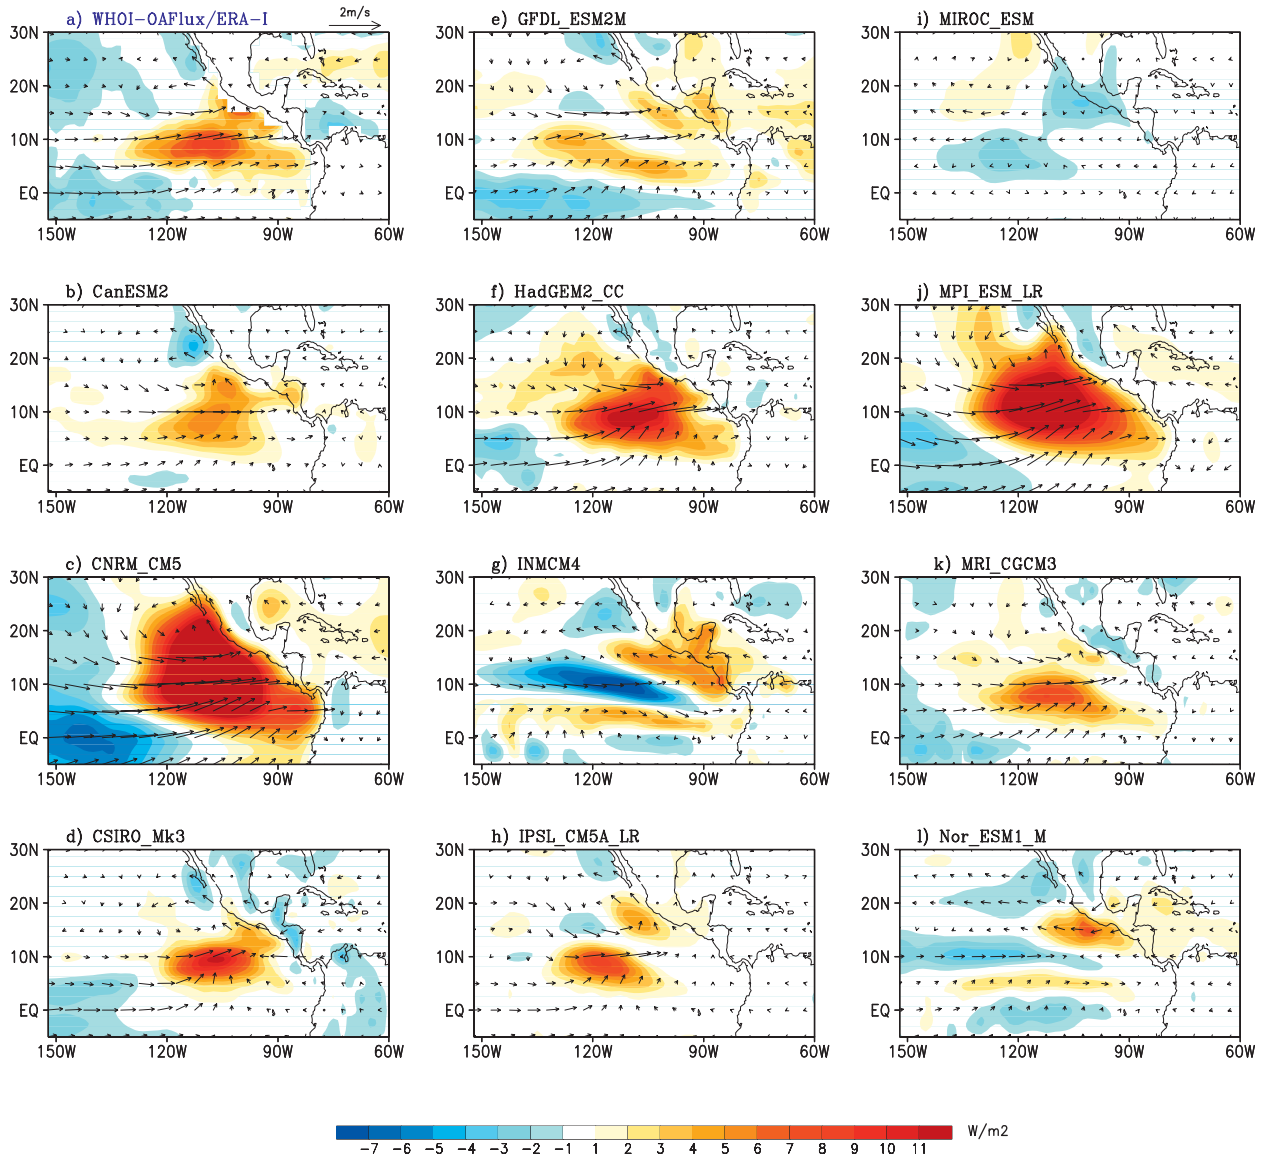 a) WHOI-OAFlux/ERA-I
2m/s
e) GFDL_ESM2M
i) MIROC_ESM
30N
20N
10N
EQ
150W 120W 90W 60W
30N
20N
10N
EQ
150W 120W 90W 60W
30N
20N
10N
EQ
150W 120W 90W 60W
b) CanESM2
f) HadGEM2_CC
j) MPI_ESM_LR
30N
20N
10N
EQ
150W 120W 90W 60W
30N
20N
10N
EQ
150W 120W 90W 60W
30N
20N
10N
EQ
150W 120W 90W 60W
c) CNRM_CM5
g) INMCM4
k) MRI_CGCM3
30N
20N
10N
EQ
150W 120W 90W 60W
30N
20N
10N
EQ
150W 120W 90W 60W
30N
20N
10N
EQ
150W 120W 90W 60W
d) CSIRO_Mk3
h) IPSL_CM5A_LR
l) Nor_ESM1_M
30N
20N
10N
EQ
150W 120W 90W 60W
30N
20N
10N
EQ
150W 120W 90W 60W
30N
20N
10N
EQ
150W 120W 90W 60W
-7 -6 -5 -4 -3 -2 -1 1 2 3 4 5 6 7 8 9 10 11
W/m2